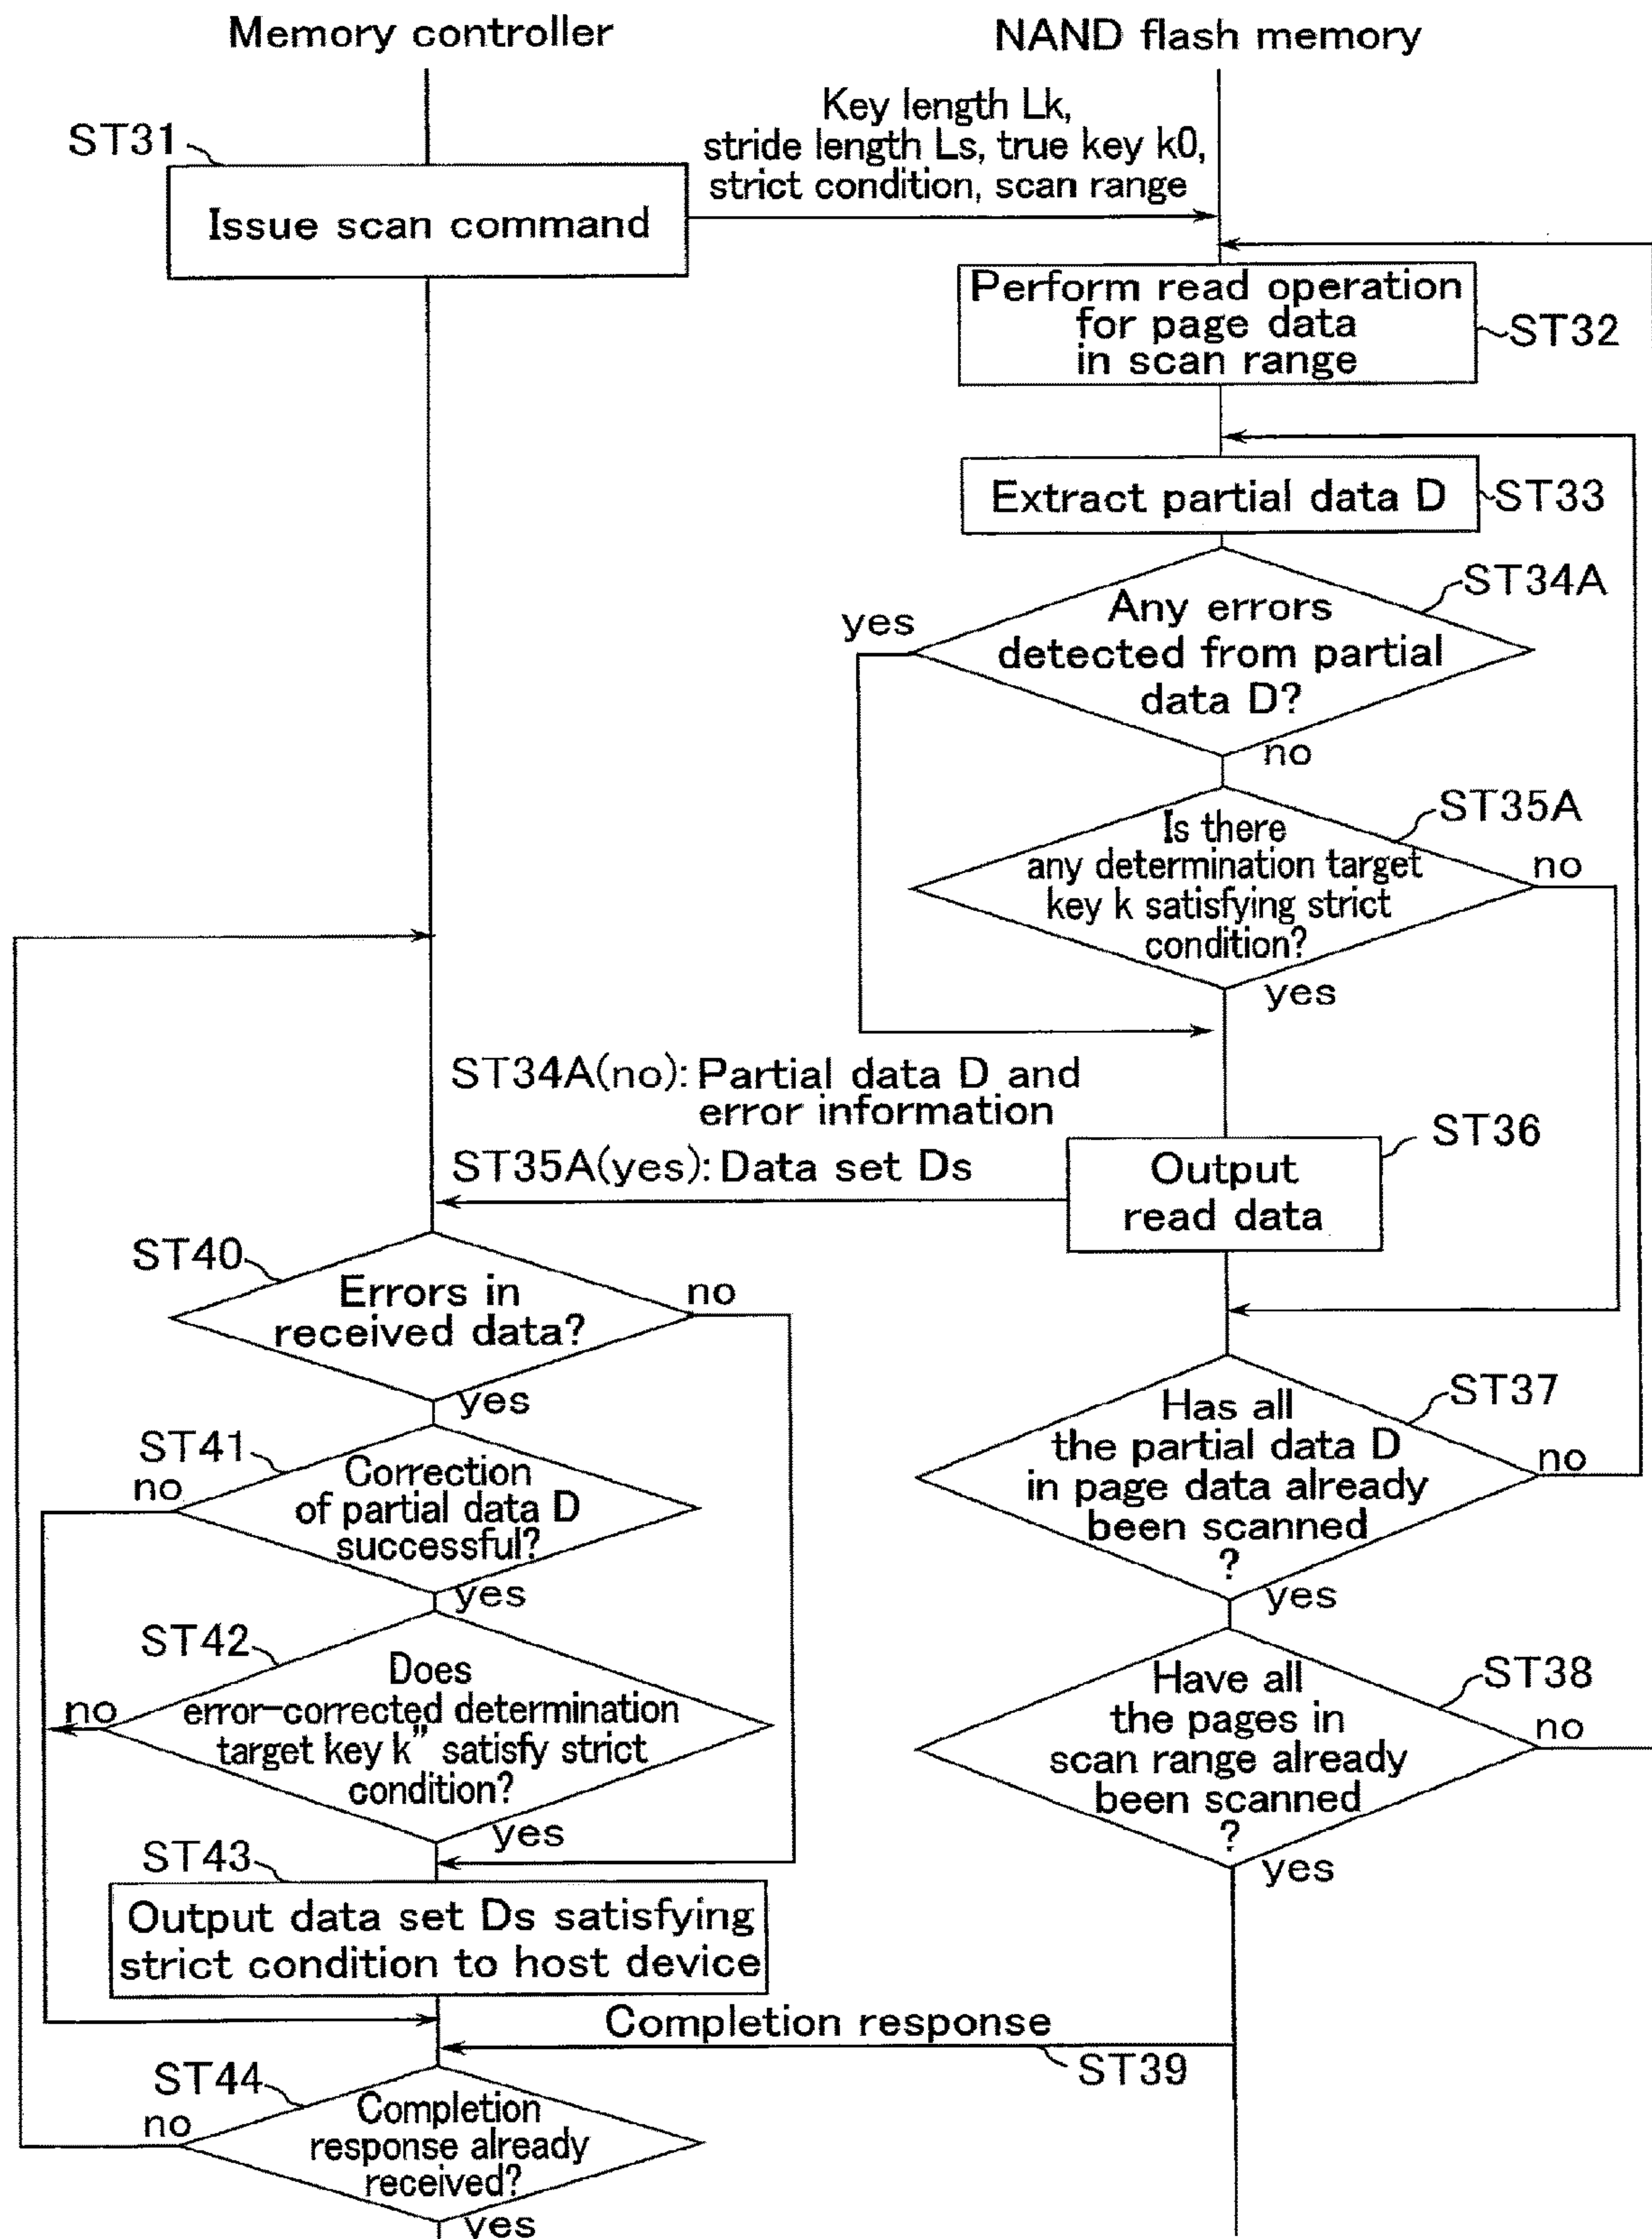 Memory controller
NAND flash memory
Key length Lk,
stride length Ls, true key k0,
strict condition, scan range
ST31
Issue scan command
Perform read operation
for page data
in scan range
ST32
Extract partial data D
ST33
ST34A
Any errors
detected from partial
data D?
yes
no
ST35A
Is there
any determination target
key k satisfying strict
condition?
no
yes
ST34A(no): Partial data D and
error information
ST35A(yes): Data set Ds
ST36
Output
read data
ST40
Errors in
received data?
no
yes
ST37
Has all
the partial data D
in page data already
been scanned
?
no
yes
ST41
Correction
of partial data D
successful?
no
yes
ST42
Does
error-corrected determination
target key k" satisfy strict
condition?
no
yes
ST38
Have all
the pages in
scan range already
been scanned
?
no
yes
ST43
Output data set Ds satisfying
strict condition to host device
Completion response
ST39
ST44
Completion
response already
received?
no
yes